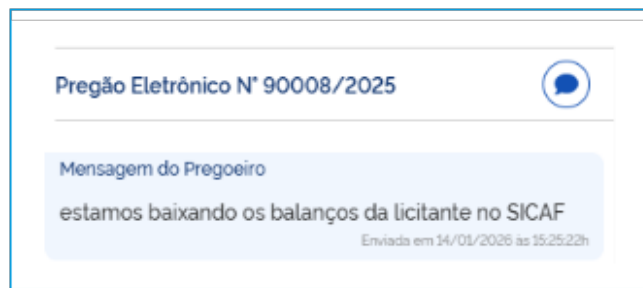 Pregão Eletrônico N° 90008/2025
Mensagem do Pregoeiro
estamos baixando os balanços da licitante no SICAF
Enviada em 14/01/2026 às 15:25:22h